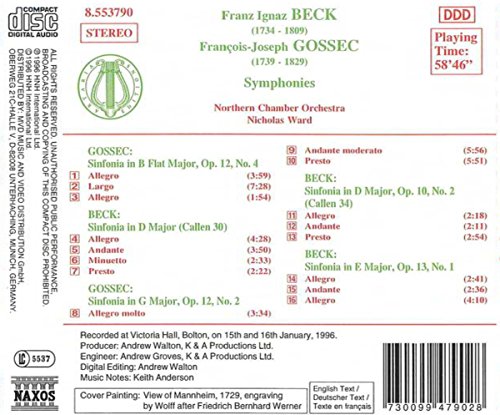 COMPACT
disc
DIGITAL AUDIO
8.553790
STEREO
Franz Ignaz BECK
(1734 - 1809)
François-Joseph GOSSEC
(1739 - 1829)
Symphonies
Northern Chamber Orchestra
Nicholas Ward
DDD
Playing
Time:
58'46"
ALL RIGHTS RESERVED. UNAUTHORISED PUBLIC PERFORMANCE,
BROADCASTING AND COPYING OF THIS COMPACT DISC PROHIBITED.
℗ 1996 HNH International Ltd.
© 1996 HNH International Ltd.
DISTRIBUTED BY: MVD MUSIC AND VIDEO DISTRIBUTION GmbH,
OBERWEG 21C-HALLE V, D-82008 UNTERHACHING, MUNICH, GERMANY.
GOSSEC:
Sinfonia in B Flat Major, Op. 12, No. 4
1 Allegro (3:59)
2 Largo (7:28)
3 Allegro (1:54)
BECK:
Sinfonia in D Major (Callen 30)
4 Allegro (4:28)
5 Andante (3:50)
6 Minuetto (2:33)
7 Presto (2:22)
GOSSEC:
Sinfonia in G Major, Op. 12, No. 2
8 Allegro molto (3:34)
9 Andante moderato (5:56)
10 Presto (5:51)
BECK:
Sinfonia in D Major, Op. 10, No. 2
(Callen 34)
11 Allegro (2:18)
12 Andante (2:11)
13 Presto (2:54)
BECK:
Sinfonia in E Major, Op. 13, No. 1
14 Allegro (2:41)
15 Andante (2:36)
16 Allegro (4:10)
Recorded at Victoria Hall, Bolton, on 15th and 16th January, 1996.
Producer: Andrew Walton, K & A Productions Ltd.
Engineer: Andrew Groves, K & A Productions Ltd.
Digital Editing: Andrew Walton
Music Notes: Keith Anderson
LC 5537
NAXOS
Cover Painting: View of Mannheim, 1729, engraving
by Wolff after Friedrich Bernhard Werner
English Text /
Deutscher Text /
Texte en français
7 30099 47902 8